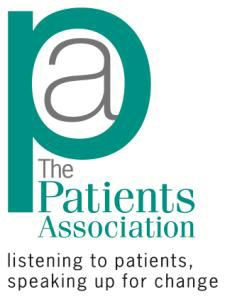 pa
The
Patients
Association
listening to patients,
speaking up for change